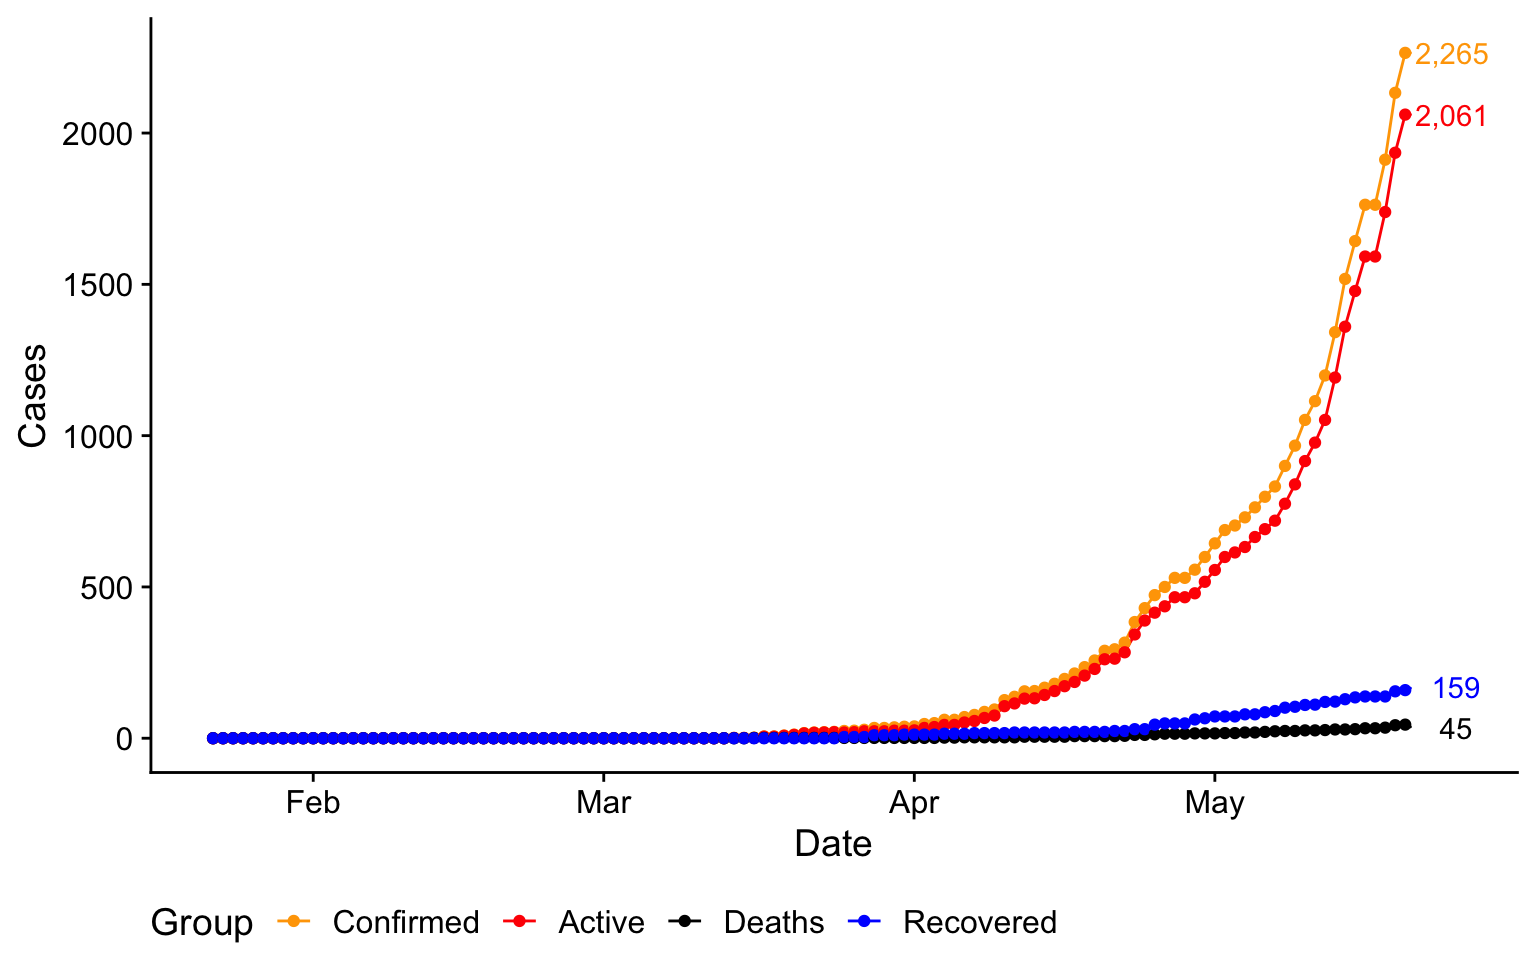 2,265
2,061
2000
1500
1000
500
0
159
45
Cases
Feb Mar Apr May
Date
Group Confirmed Active Deaths Recovered